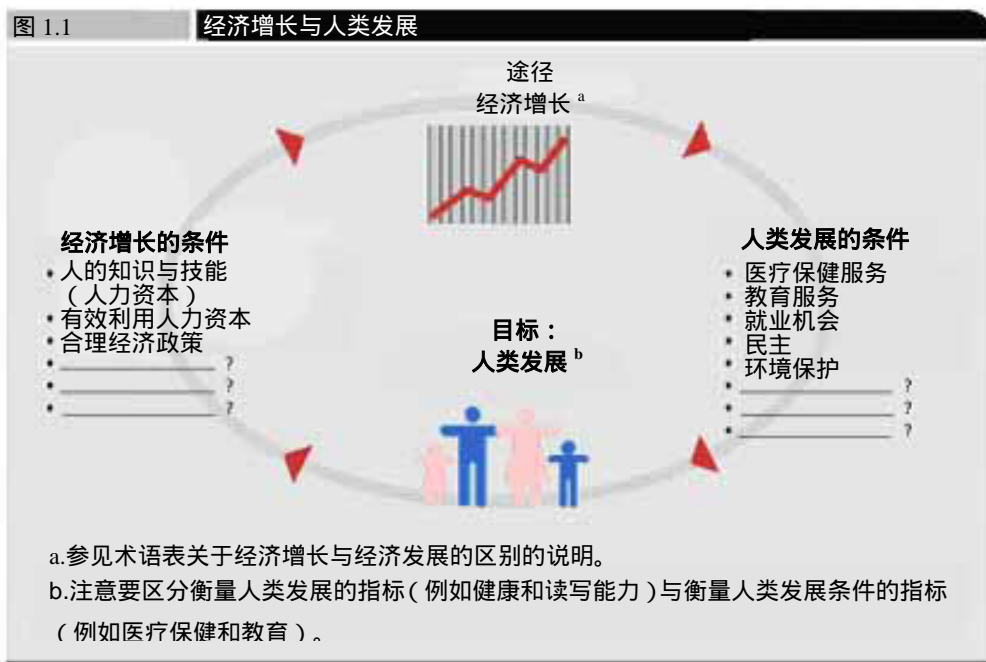 图 1.1
经济增长与人类发展
途径
经济增长 a
经济增长的条件
• 人的知识与技能
（人力资本）
• 有效利用人力资本
• 合理经济政策
• ____________ ?
• ____________ ?
• ____________ ?
目标：
人类发展 b
人类发展的条件
• 医疗保健服务
• 教育服务
• 就业机会
• 民主
• 环境保护
• ____________ ?
• ____________ ?
• ____________ ?
a.参见术语表关于经济增长与经济发展的区别的说明。
b.注意要区分衡量人类发展的指标（例如健康和读写能力）与衡量人类发展条件的指标
（例如医疗保健和教育）。